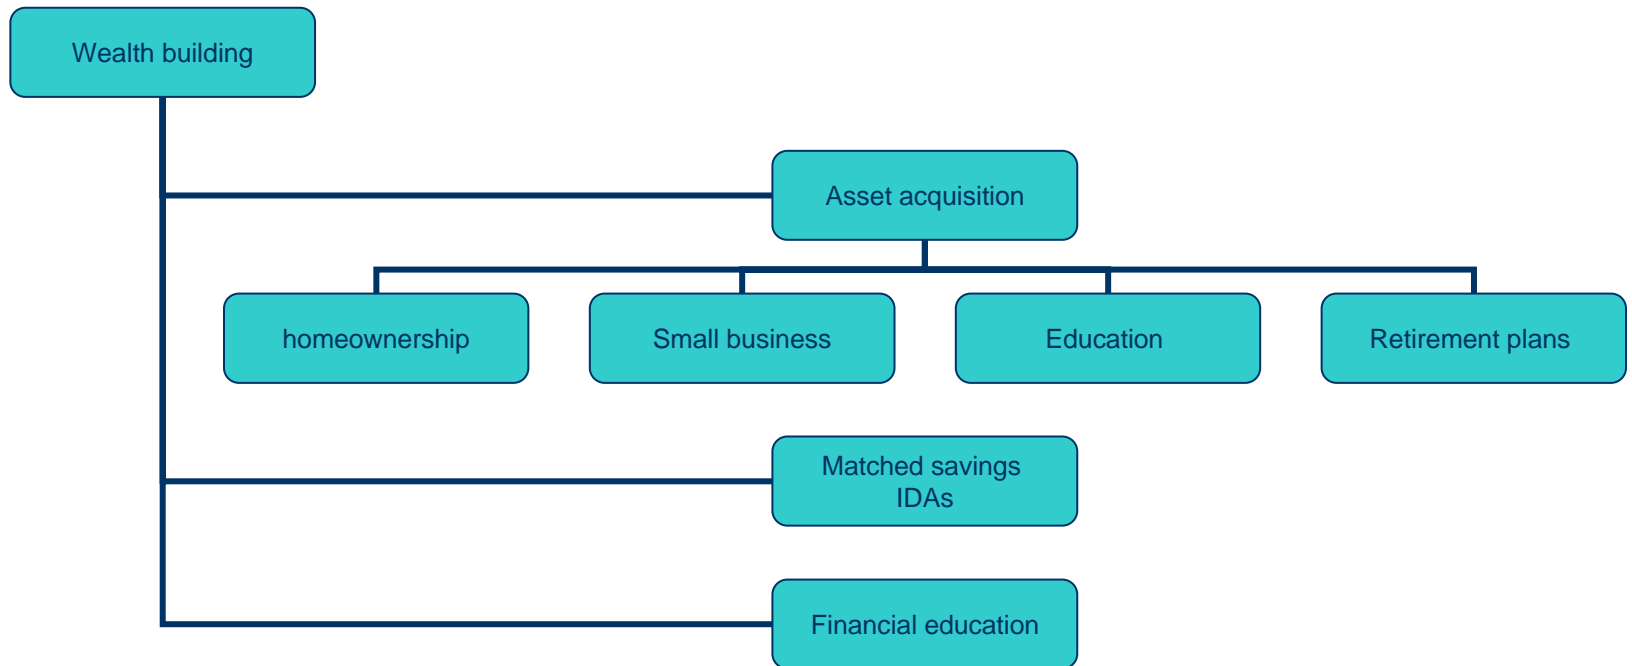 Wealth building
Asset acquisition
homeownership
Small business
Education
Retirement plans
Matched savings
IDAs
Financial education